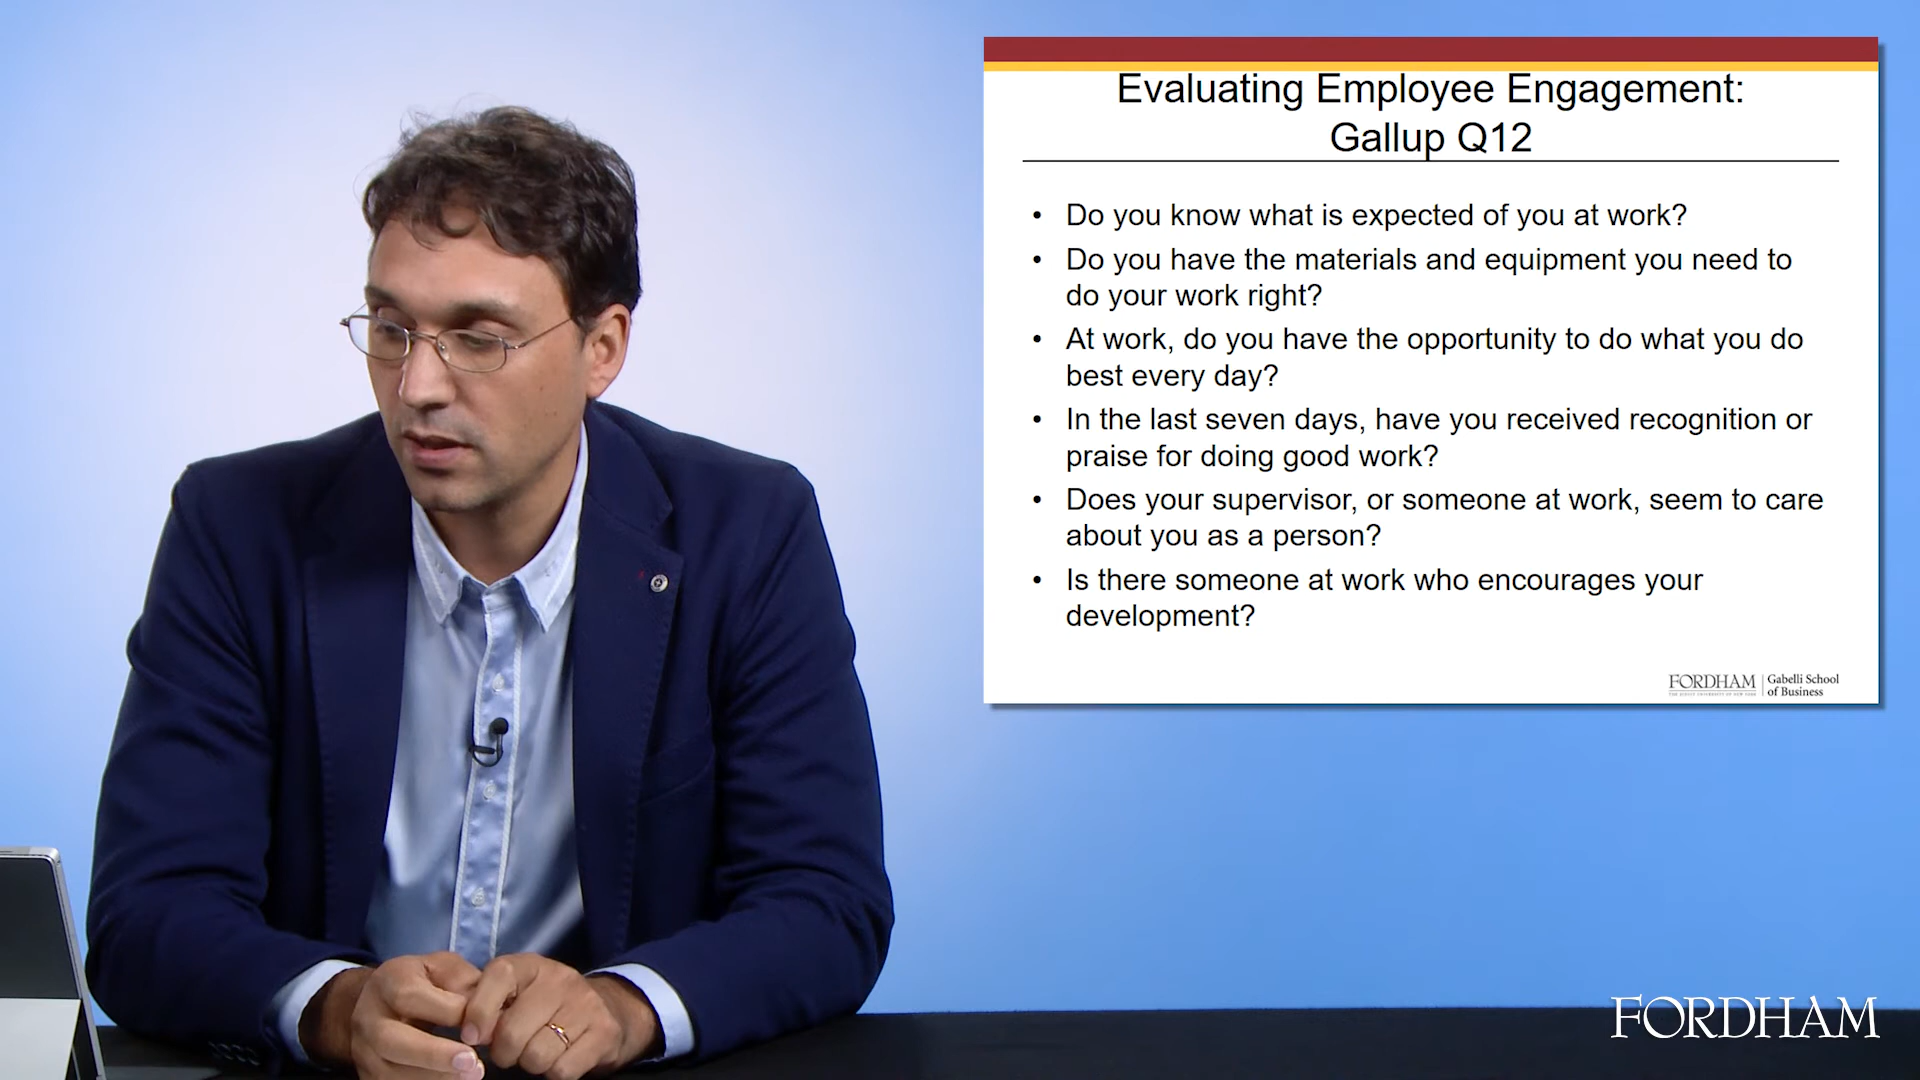 Evaluating Employee Engagement:
Gallup Q12
• Do you know what is expected of you at work?
• Do you have the materials and equipment you need to
do your work right?
• At work, do you have the opportunity to do what you do
best every day?
• In the last seven days, have you received recognition or
praise for doing good work?
• Does your supervisor, or someone at work, seem to care
about you as a person?
• Is there someone at work who encourages your
development?
FORDHAM
Gabelli School
of Business
FORDHAM